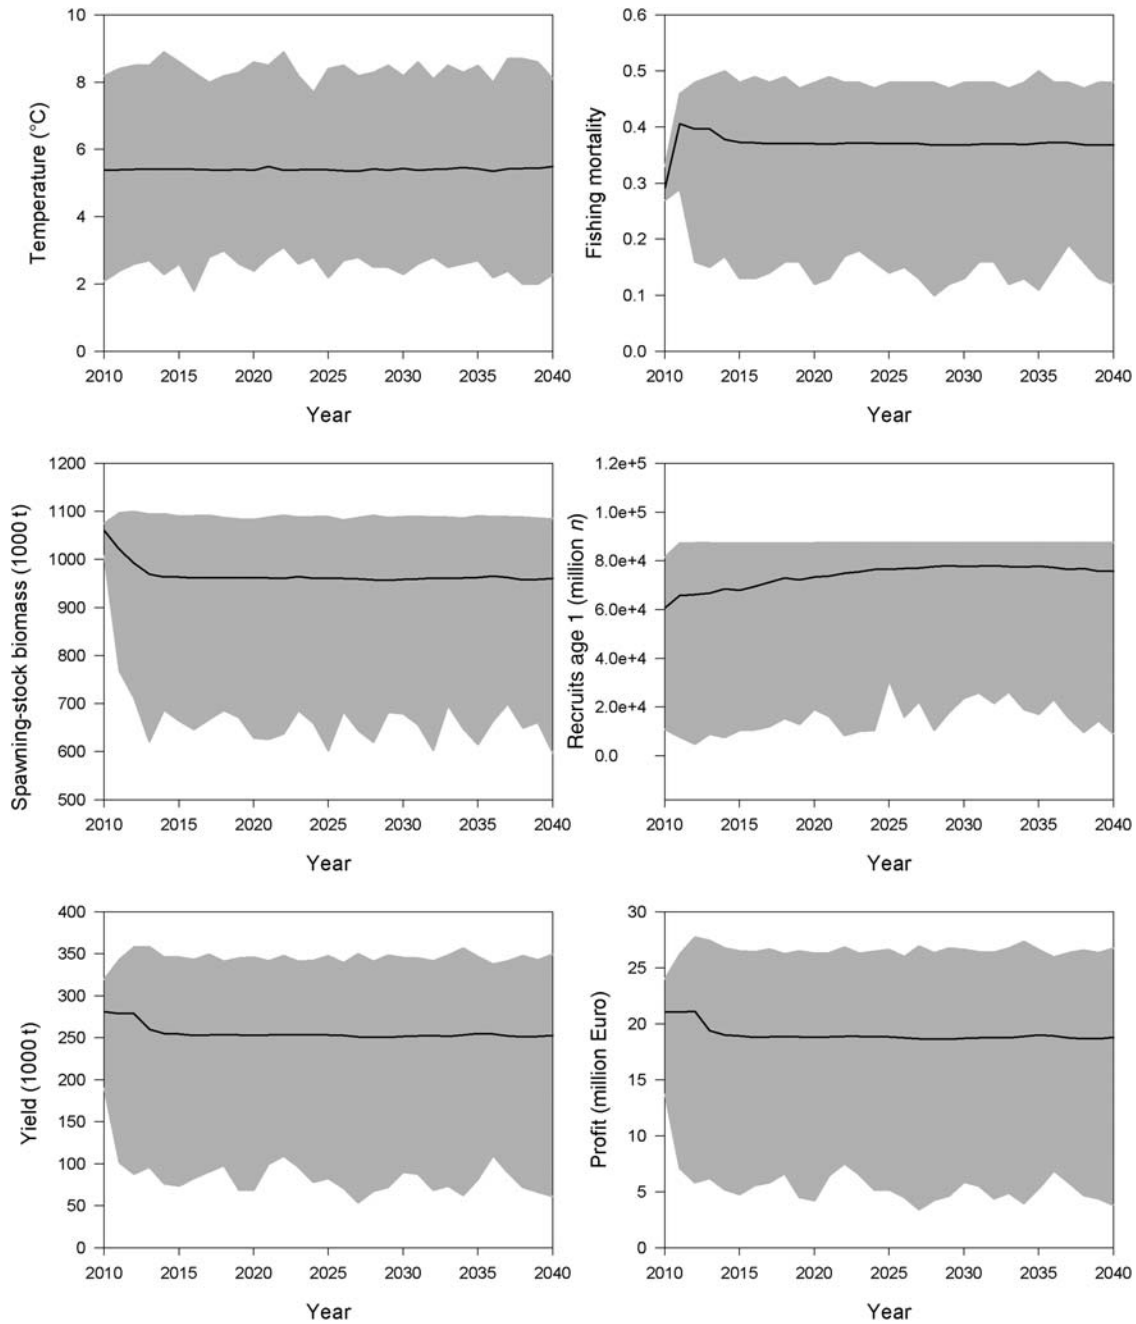 Temperature (°C)
10
8
6
4
2
0
2010 2015 2020 2025 2030 2035 2040
Year
Fishing mortality
0.6
0.5
0.4
0.3
0.2
0.1
0.0
2010 2015 2020 2025 2030 2035 2040
Year
Spawning-stock biomass (1000 t)
1200
1100
1000
900
800
700
600
500
2010 2015 2020 2025 2030 2035 2040
Year
Recruits age 1 (million n)
1.2e+5
1.0e+5
8.0e+4
6.0e+4
4.0e+4
2.0e+4
0.0
2010 2015 2020 2025 2030 2035 2040
Year
Yield (1000 t)
400
350
300
250
200
150
100
50
0
2010 2015 2020 2025 2030 2035 2040
Year
Profit (million Euro)
30
25
20
15
10
5
0
2010 2015 2020 2025 2030 2035 2040
Year